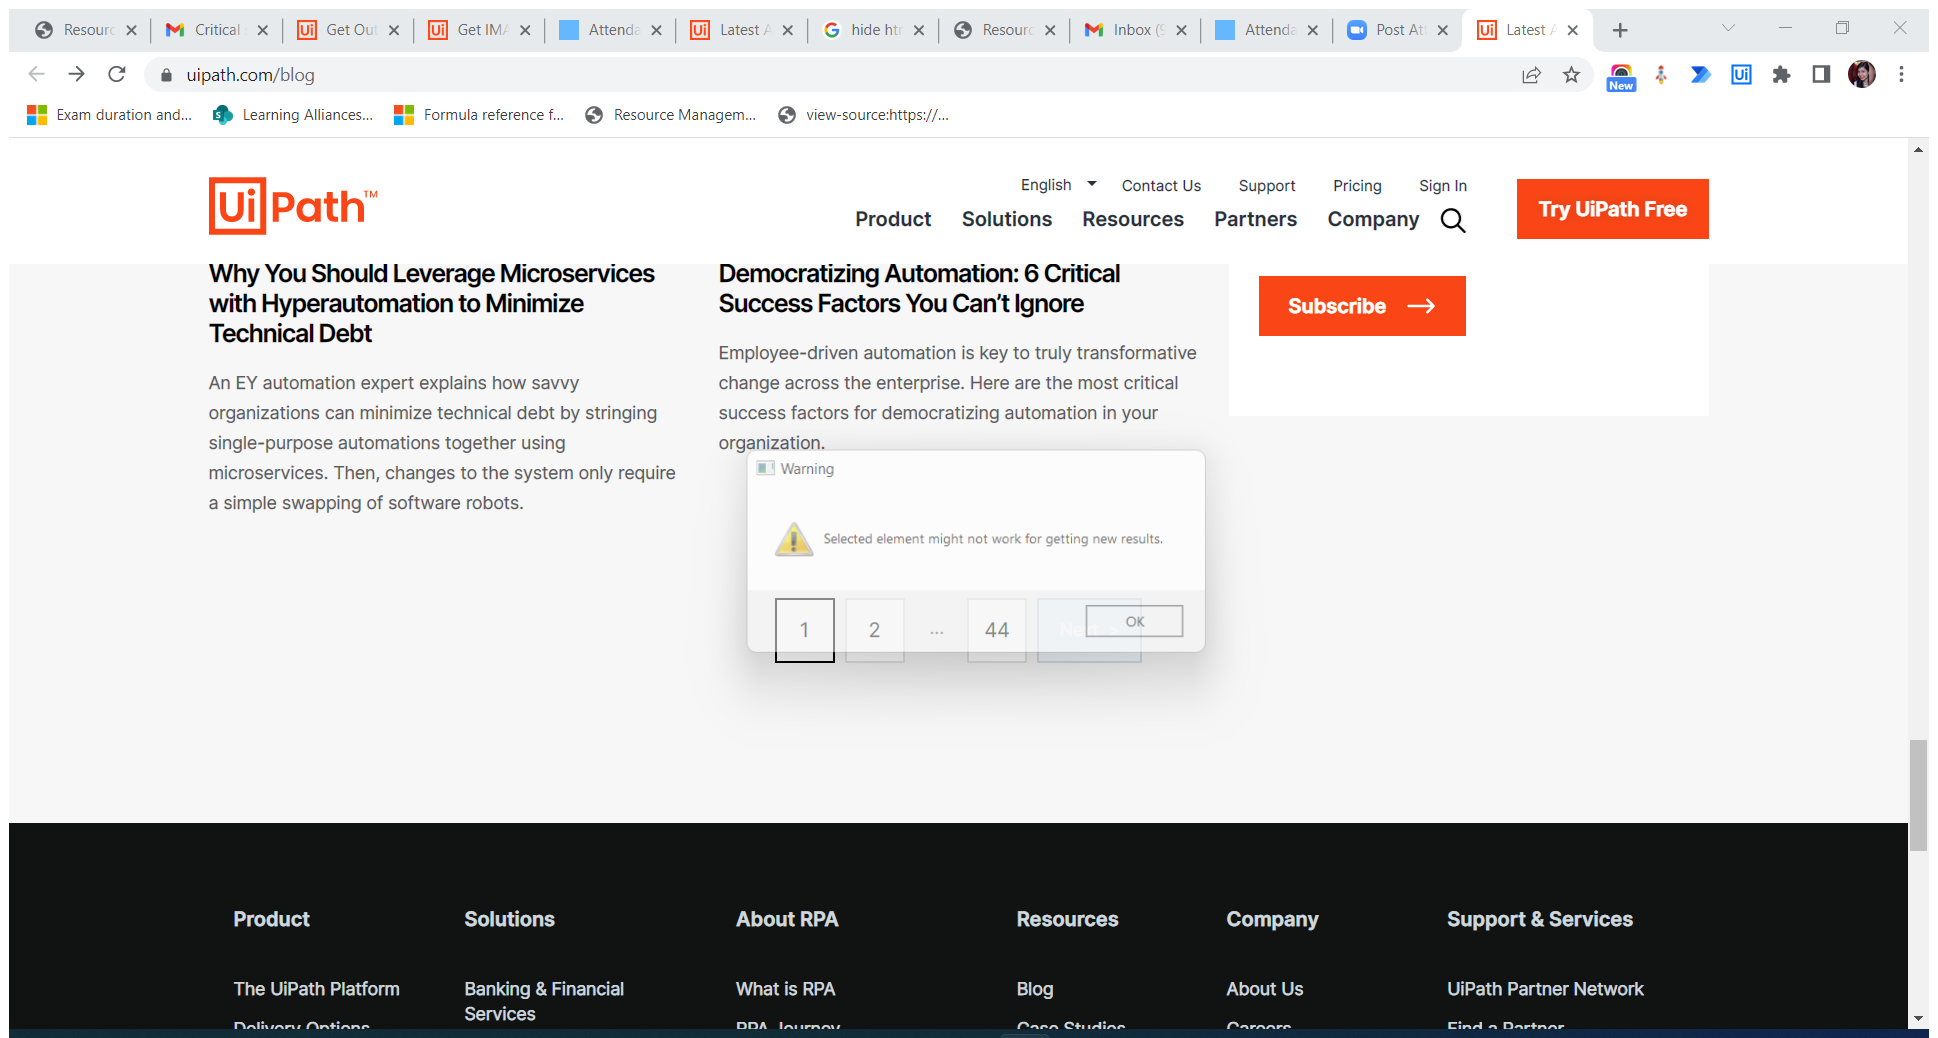 Resourc
Critical
Get Out
Get IMA
Attenda
Latest A
hide htr
Resourc
Inbox (9
Attenda
Post Att
Latest A
uipath.com/blog
New
Exam duration and...
Learning Alliances...
Formula reference f...
Resource Managem...
view-source:https://...
UiPath™
English
Contact Us
Support
Pricing
Sign In
Product
Solutions
Resources
Partners
Company
Try UiPath Free
Why You Should Leverage Microservices
with Hyperautomation to Minimize
Technical Debt
An EY automation expert explains how savvy
organizations can minimize technical debt by stringing
single-purpose automations together using
microservices. Then, changes to the system only require
a simple swapping of software robots.
Democratizing Automation: 6 Critical
Success Factors You Can’t Ignore
Employee-driven automation is key to truly transformative
change across the enterprise. Here are the most critical
success factors for democratizing automation in your
organization.
Subscribe
Warning
Selected element might not work for getting new results.
OK
1
2
...
44
Product
Solutions
About RPA
Resources
Company
Support & Services
The UiPath Platform
Banking & Financial
Services
What is RPA
Blog
About Us
UiPath Partner Network
Delivery Options
RPA Journey
Case Studies
Careers
Find a Partner